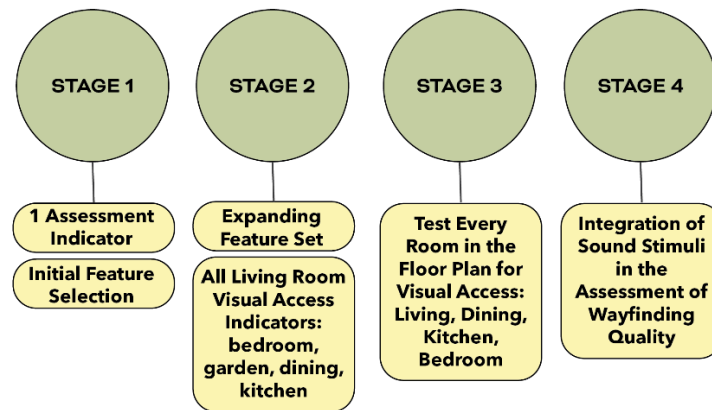 STAGE 1
1 Assessment
Indicator
Initial Feature
Selection
STAGE 2
Expanding
Feature Set
All Living Room
Visual Access
Indicators:
bedroom,
garden, dining,
kitchen
STAGE 3
Test Every
Room in the
Floor Plan for
Visual Access:
Living, Dining,
Kitchen,
Bedroom
STAGE 4
Integration of
Sound Stimuli
in the
Assessment of
Wayfinding
Quality